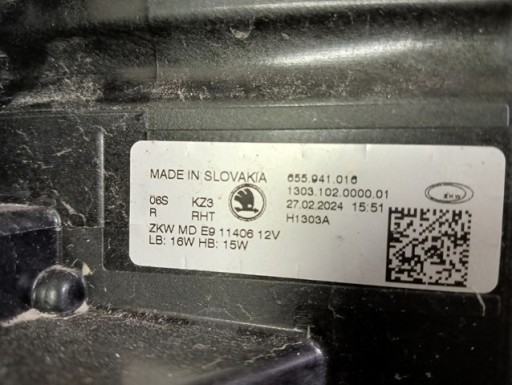 MADE IN SLOVAKIA 655.941.016
1303.102.0000.01
06S KZ3 27.02.2024 15:51
R RHT H1303A
ZKW MD E9 11406 12V
LB: 16W HB: 15W
ZKW